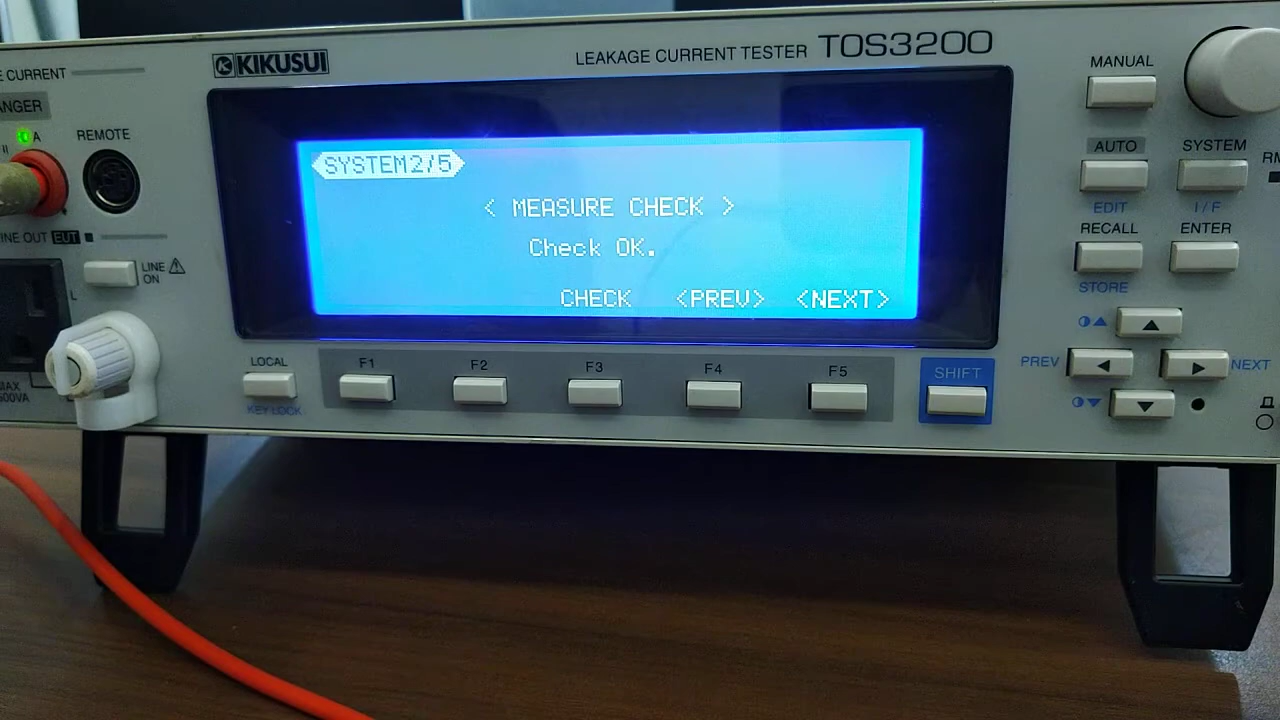 KIKUSUI
LEAKAGE CURRENT TESTER TOS3200
CURRENT
A
REMOTE
OUT EUT
LINE
ON
L
LOCAL
KEY LOCK
SYSTEM2/5
< MEASURE CHECK >
Check OK.
CHECK <PREV> <NEXT>
F1 F2 F3 F4 F5
SHIFT
MANUAL
AUTO SYSTEM
EDIT I/F
RECALL ENTER
STORE
PREV NEXT